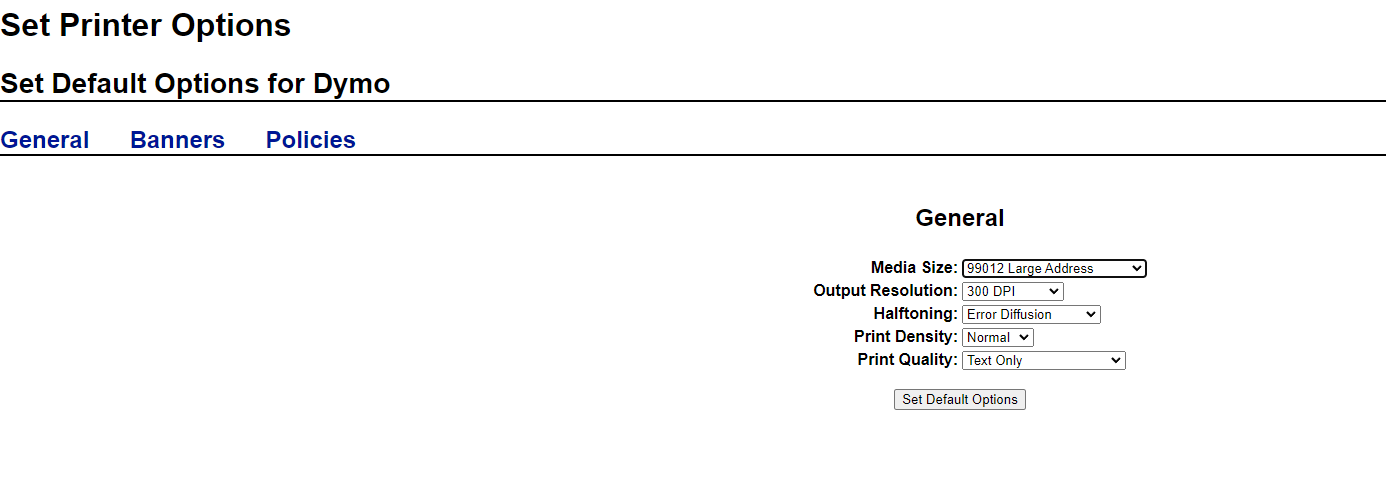 Set Printer Options
Set Default Options for Dymo
General Banners Policies
General
Media Size: 99012 Large Address
Output Resolution: 300 DPI
Halftoning: Error Diffusion
Print Density: Normal
Print Quality: Text Only
Set Default Options